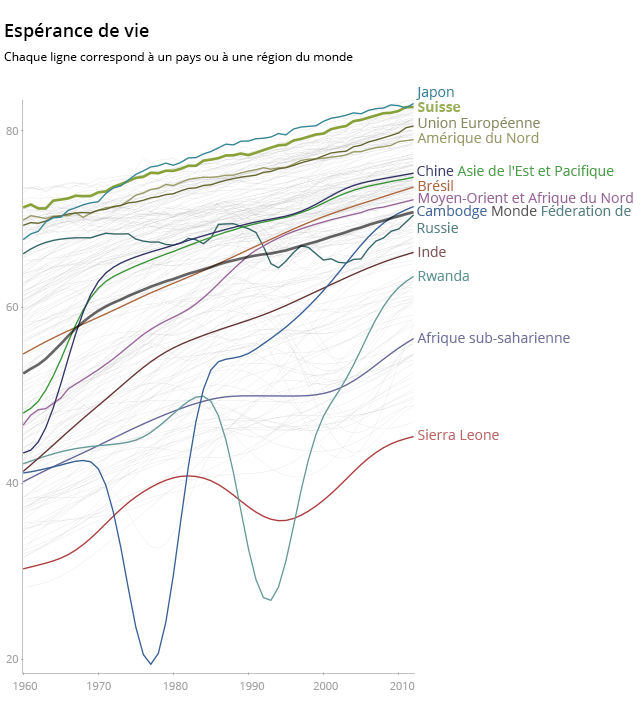 Espérance de vie
Chaque ligne correspond à un pays ou à une région du monde
Japon
Suisse
80
Union Européenne
Amérique du Nord
Chine Asie de l'Est et Pacifique
Brésil
Moyen-Orient et Afrique du Nord
Cambodge Monde Féderation de
Russie
Inde
Rwanda
60
Afrique sub-saharienne
Sierra Leone
40
20
1960 1970 1980 1990 2000 2010